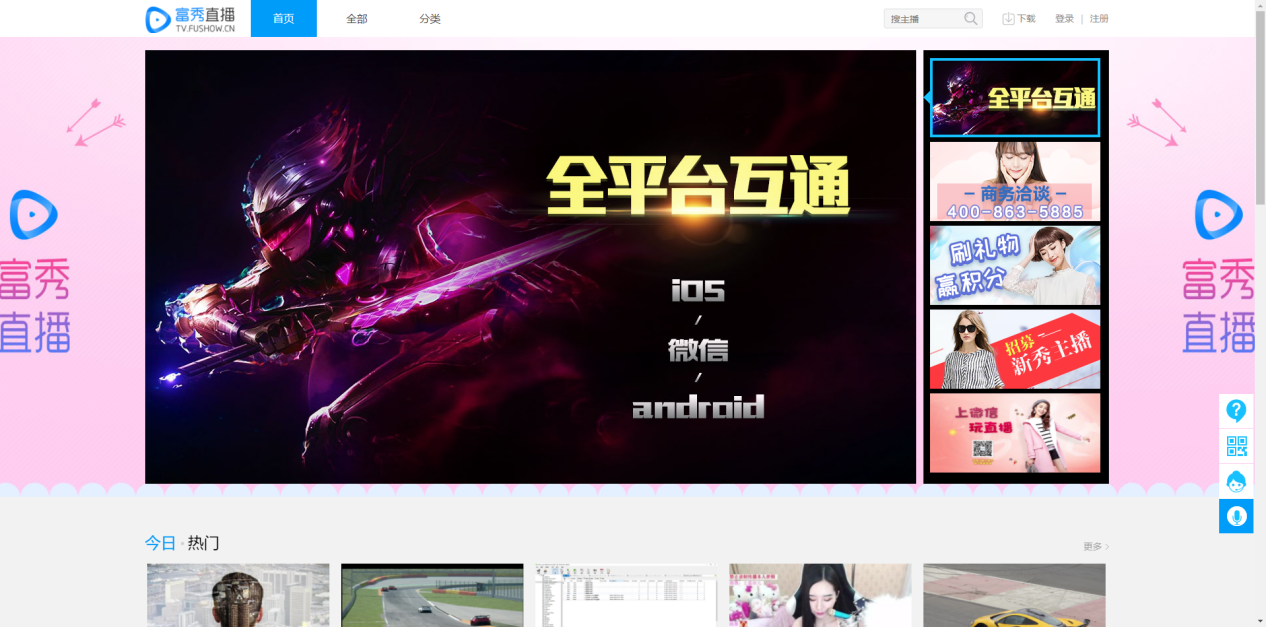 富秀直播
TV.FUSHOW.CN
首页
全部
分类
搜主播
下载
登录 | 注册
全平台互通
iOS
/
微信
/
android
全平台互通
- 商务洽谈 -
400-863-5885
刷礼物
赢积分
招募
新秀主播
上微信
玩直播
富秀
直播
富秀
直播
今日·热门
更多 >